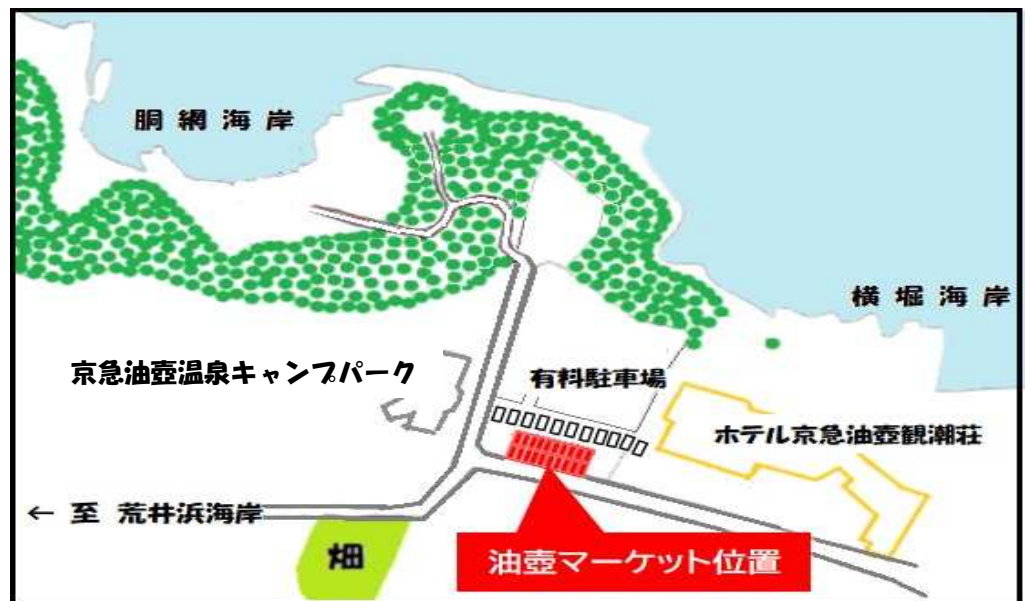 胴網海岸
横堀海岸
京急油壺温泉キャンプパーク
有料駐車場
ホテル京急油壺観潮荘
← 至 荒井浜海岸
畑
油壺マーケット位置